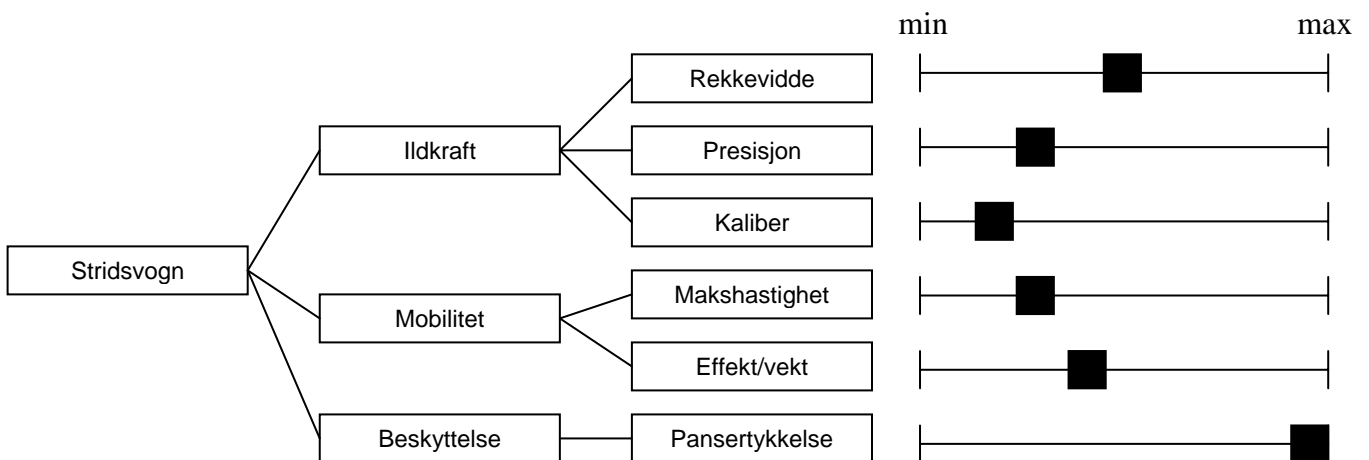 min
max
Rekkevidde
Ildkraft
Presisjon
Kaliber
Stridsvogn
Mobilitet
Makshastighet
Effekt/vekt
Beskyttelse
Pansertykkelse